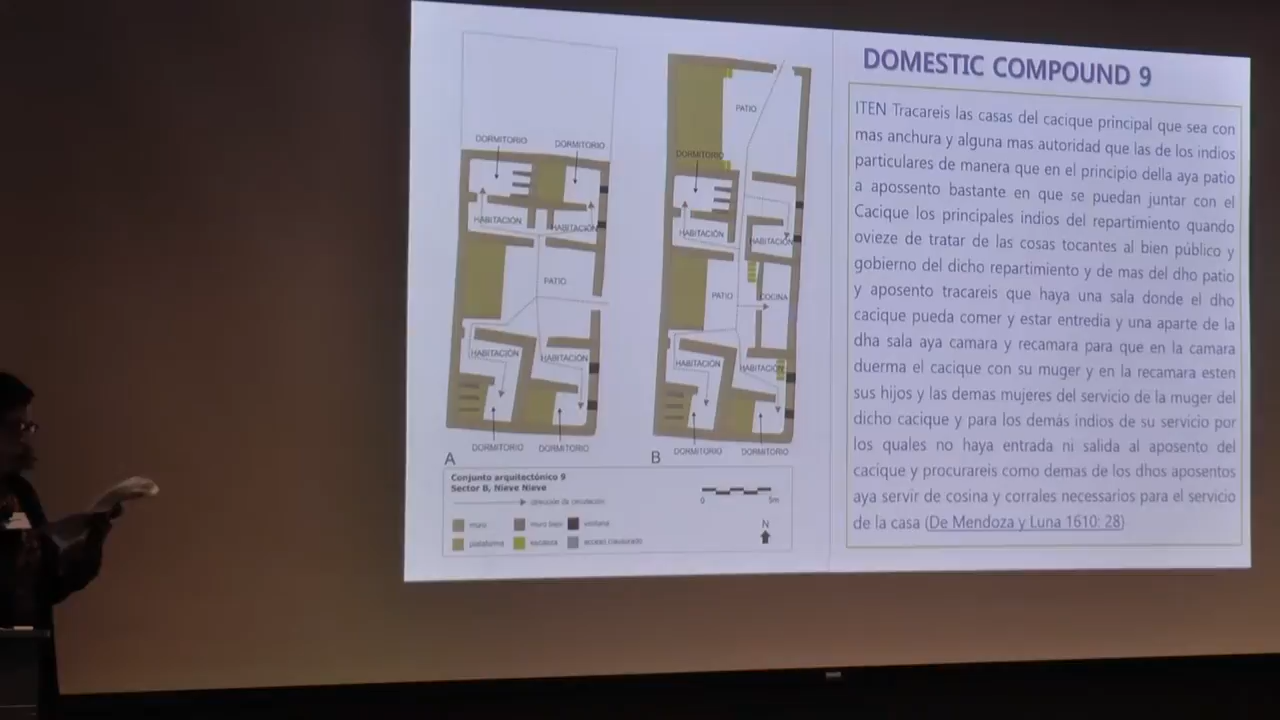 DOMESTIC COMPOUND 9
ITEN Tracareis las casas del cacique principal que sea con
mas anchura y alguna mas autoridad que las de los indios
particulares de manera que en el principio della aya patio
a apossento bastante en que se puedan juntar con el
Cacique los principales indios del repartimiento quando
ovieze de tratar de las cosas tocantes al bien público y
gobierno del dicho repartimiento y de mas del dho patio
y aposento tracareis que haya una sala donde el dho
cacique pueda comer y estar entredia y una aparte de la
dha sala aya camara y recamara para que en la camara
duerma el cacique con su muger y en la recamara esten
sus hijos y las demas mujeres del servicio de la muger del
dicho cacique y para los demás indios de su servicio por
los quales no haya entrada ni salida al aposento del
cacique y procurareis como demas de los dhos aposentos
aya servir de cosina y corrales necessarios para el servicio
de la casa (De Mendoza y Luna 1610: 28)
DORMITORIO
DORMITORIO
HABITACIÓN
HABITACIÓN
PATIO
HABITACIÓN
HABITACIÓN
DORMITORIO
DORMITORIO
A
PATIO
DORMITORIO
HABITACIÓN
HABITACIÓN
PATIO
COCINA
HABITACIÓN
HABITACIÓN
DORMITORIO
DORMITORIO
B
Conjunto arquitectónico 9
Sector B, Nieve Nieve
dirección de circulación
muro
muro bajo
ventana
plataforma
escalera
acceso clausurado
0 5m
N